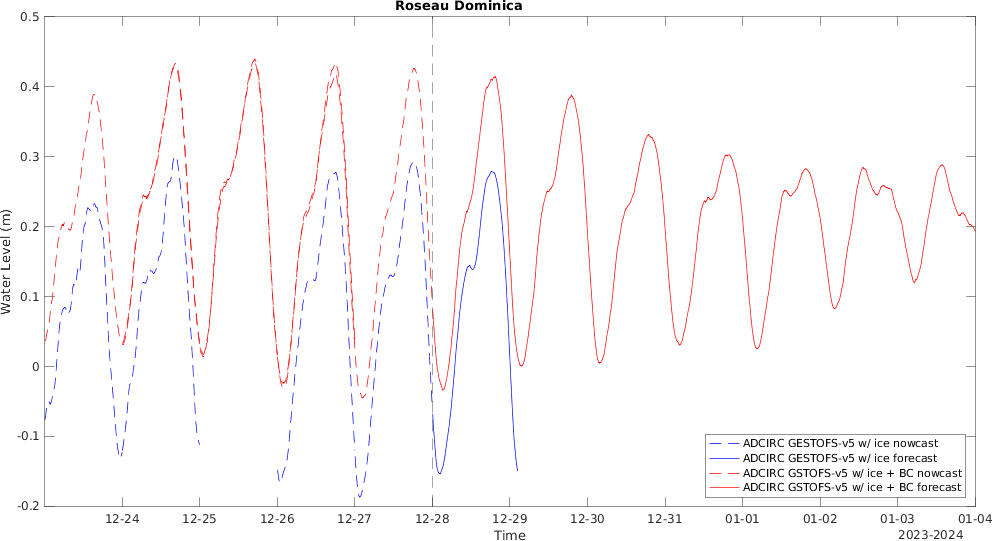 Roseau Dominica
Water Level (m)
0.5
0.4
0.3
0.2
0.1
0
-0.1
-0.2
ADCIRC GESTOFS-v5 w/ ice nowcast
ADCIRC GESTOFS-v5 w/ ice forecast
ADCIRC GSTOFS-v5 w/ ice + BC nowcast
ADCIRC GSTOFS-v5 w/ ice + BC forecast
12-24 12-25 12-26 12-27 12-28 12-29 12-30 12-31 01-01 01-02 01-03 01-04
Time
2023-2024